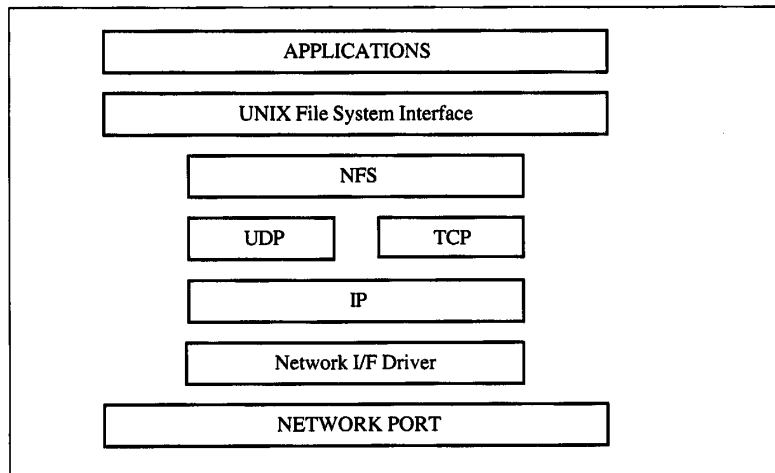 APPLICATIONS
UNIX File System Interface
NFS
UDP TCP
IP
Network I/F Driver
NETWORK PORT